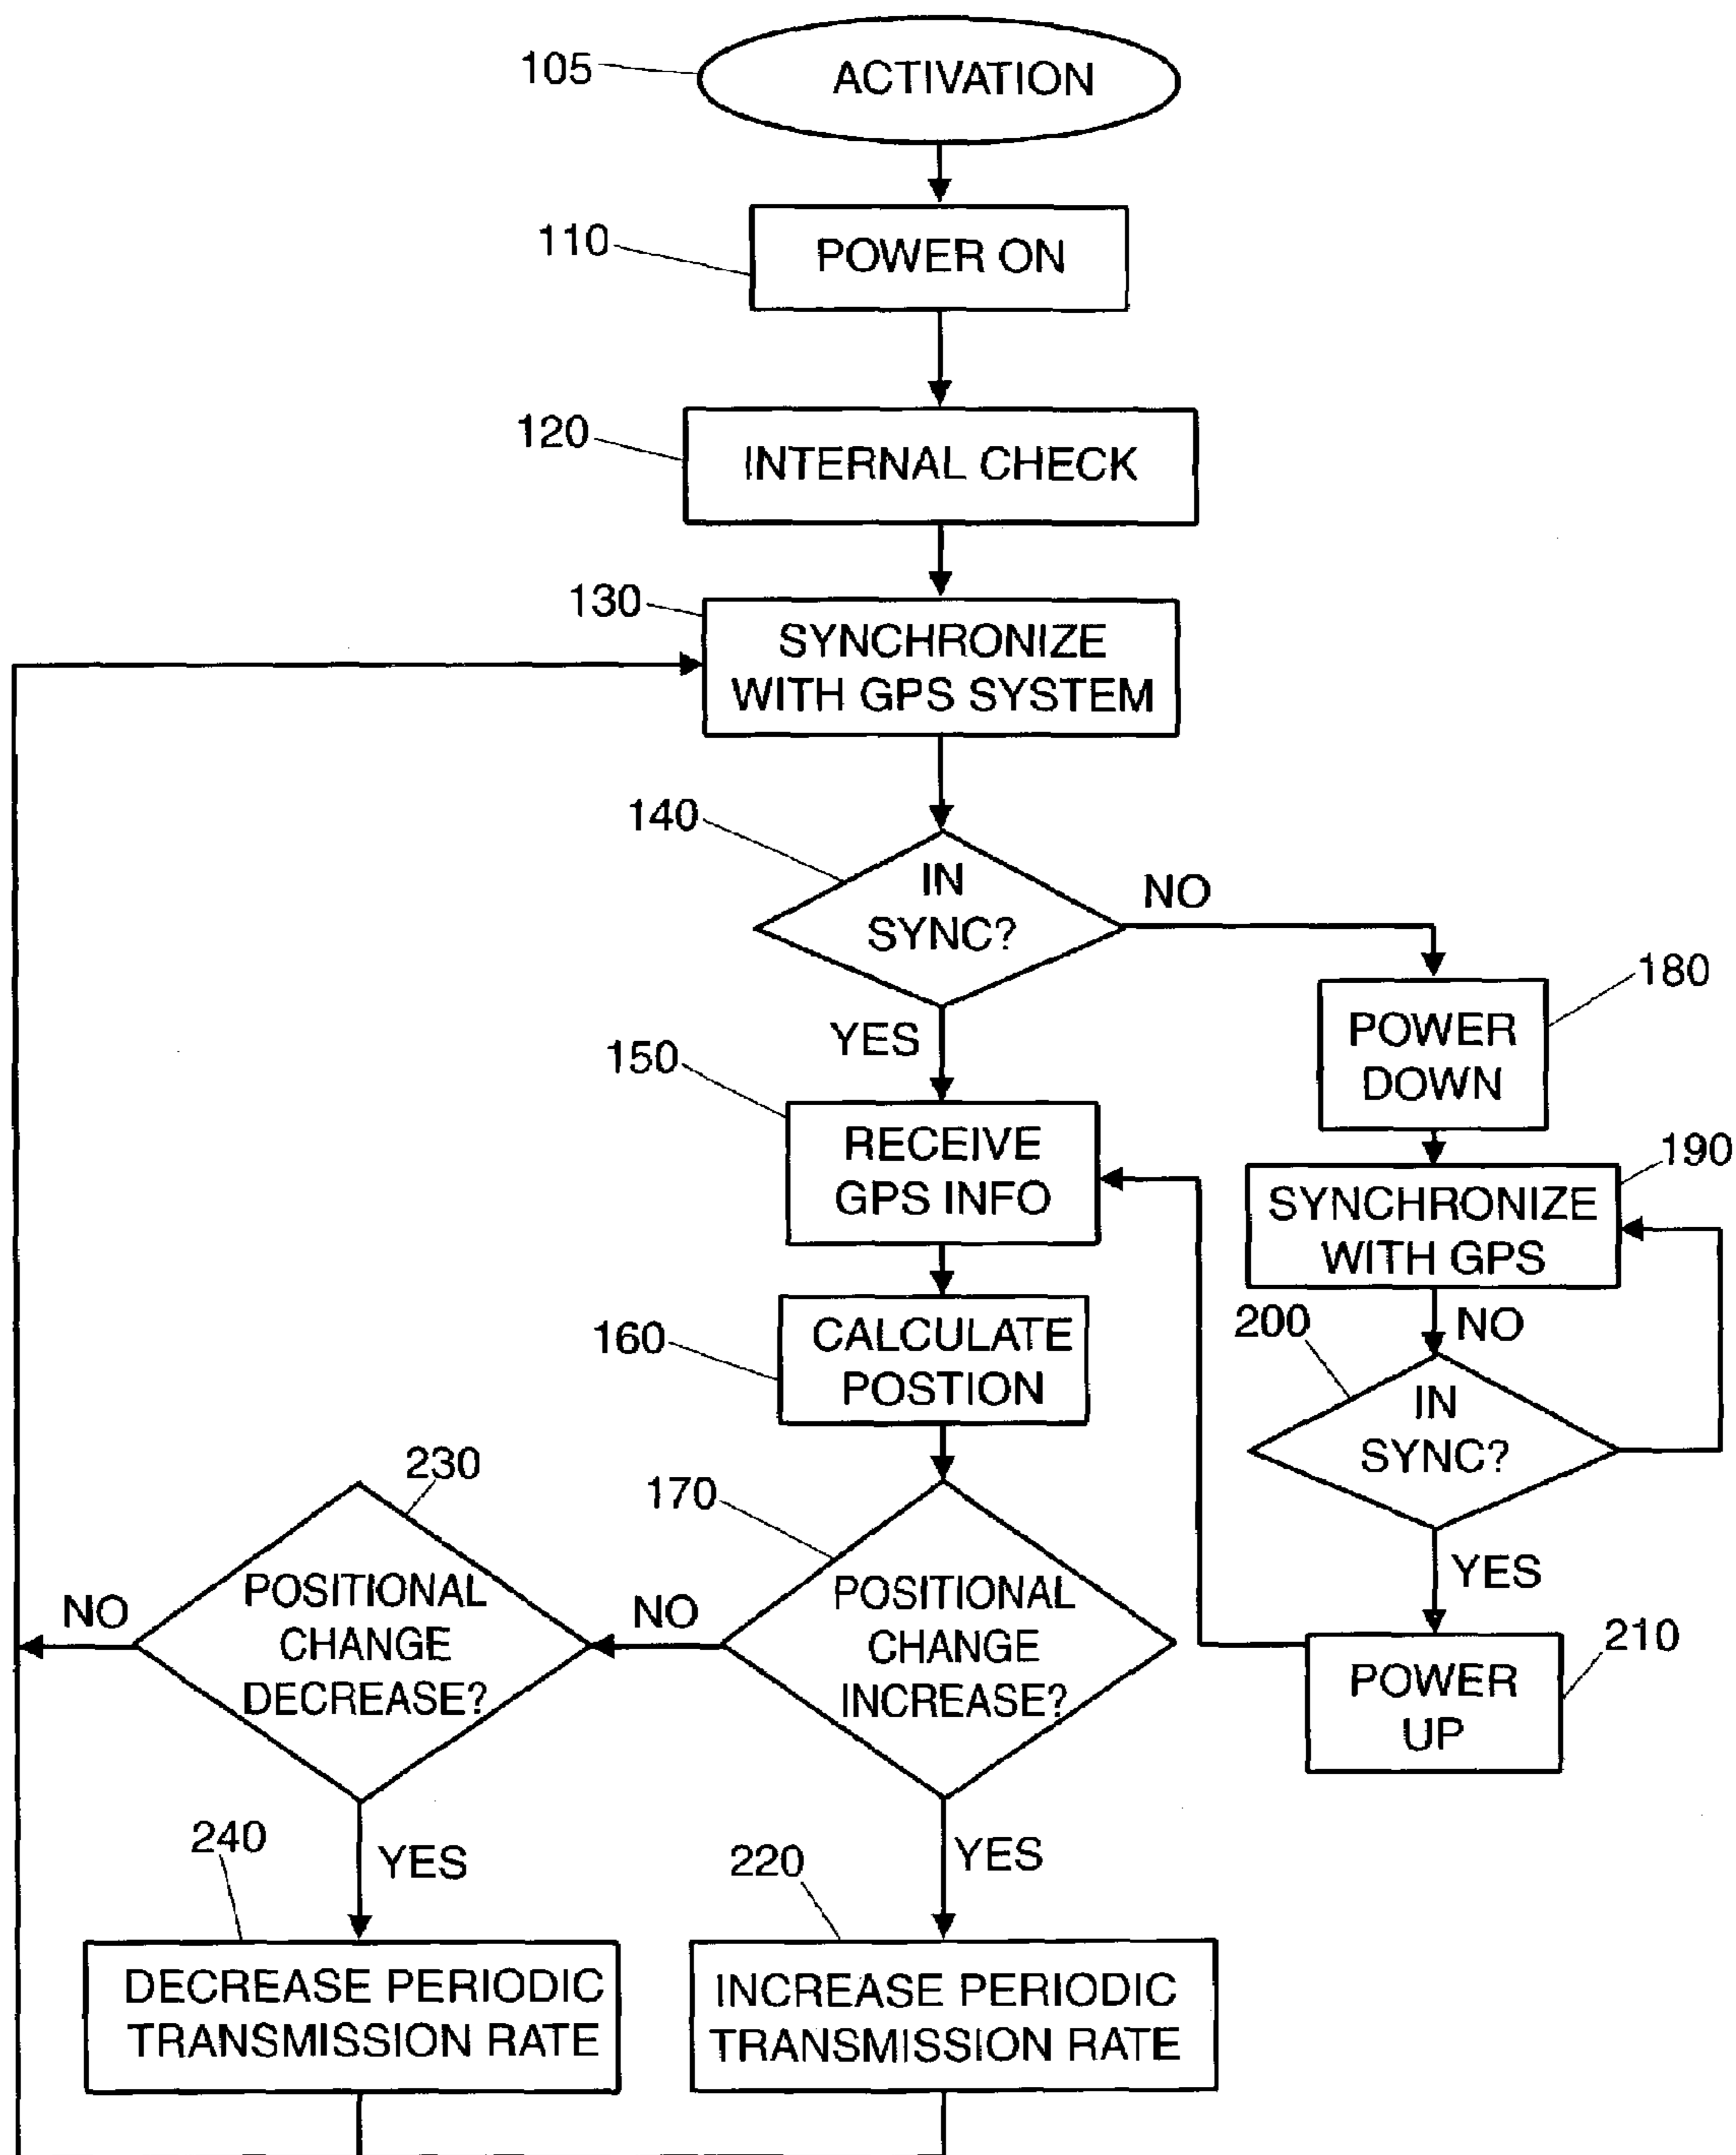 105
ACTIVATION
110
POWER ON
120
INTERNAL CHECK
130
SYNCHRONIZE
WITH GPS SYSTEM
140
IN
SYNC?
NO
YES
180
POWER
DOWN
150
RECEIVE
GPS INFO
190
SYNCHRONIZE
WITH GPS
NO
160
CALCULATE
POSTION
200
IN
SYNC?
YES
210
POWER
UP
170
POSITIONAL
CHANGE
INCREASE?
NO
YES
230
POSITIONAL
CHANGE
DECREASE?
NO
YES
240
DECREASE PERIODIC
TRANSMISSION RATE
220
INCREASE PERIODIC
TRANSMISSION RATE